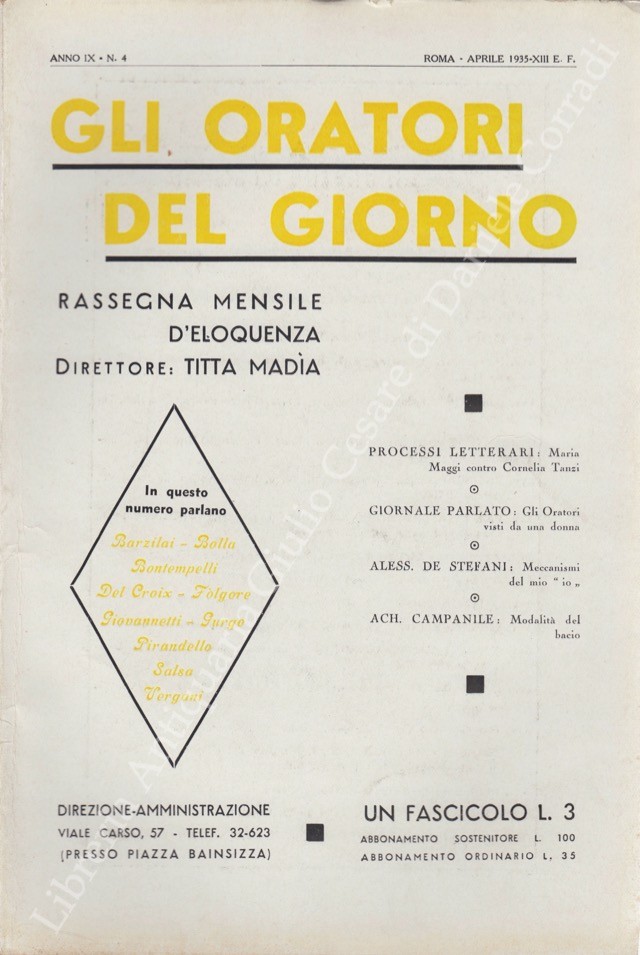 ANNO IX - N. 4
ROMA - APRILE 1935-XIII E. F.
GLI ORATORI
DEL GIORNO
RASSEGNA MENSILE
D'ELOQUENZA
DIRETTORE: TITTA MADÌA
In questo
numero parlano
Barzilai - Bolla
Bontempelli
Del Croix - Fòlgore
Giovannetti - Gurgo
Pirandello
Salsa
Vergani
PROCESSI LETTERARI: Maria
Maggi contro Cornelia Tanzi
GIORNALE PARLATO: Gli Oratori
visti da una donna
ALESS. DE STEFANI: Meccanismi
del mio " io „
ACH. CAMPANILE: Modalità del
bacio
DIREZIONE-AMMINISTRAZIONE
VIALE CARSO, 57 - TELEF. 32-623
(PRESSO PIAZZA BAINSIZZA)
UN FASCICOLO L. 3
ABBONAMENTO SOSTENITORE L. 100
ABBONAMENTO ORDINARIO L. 35
Libreria Antiquaria Giulio Cesare di Daniele Corradi